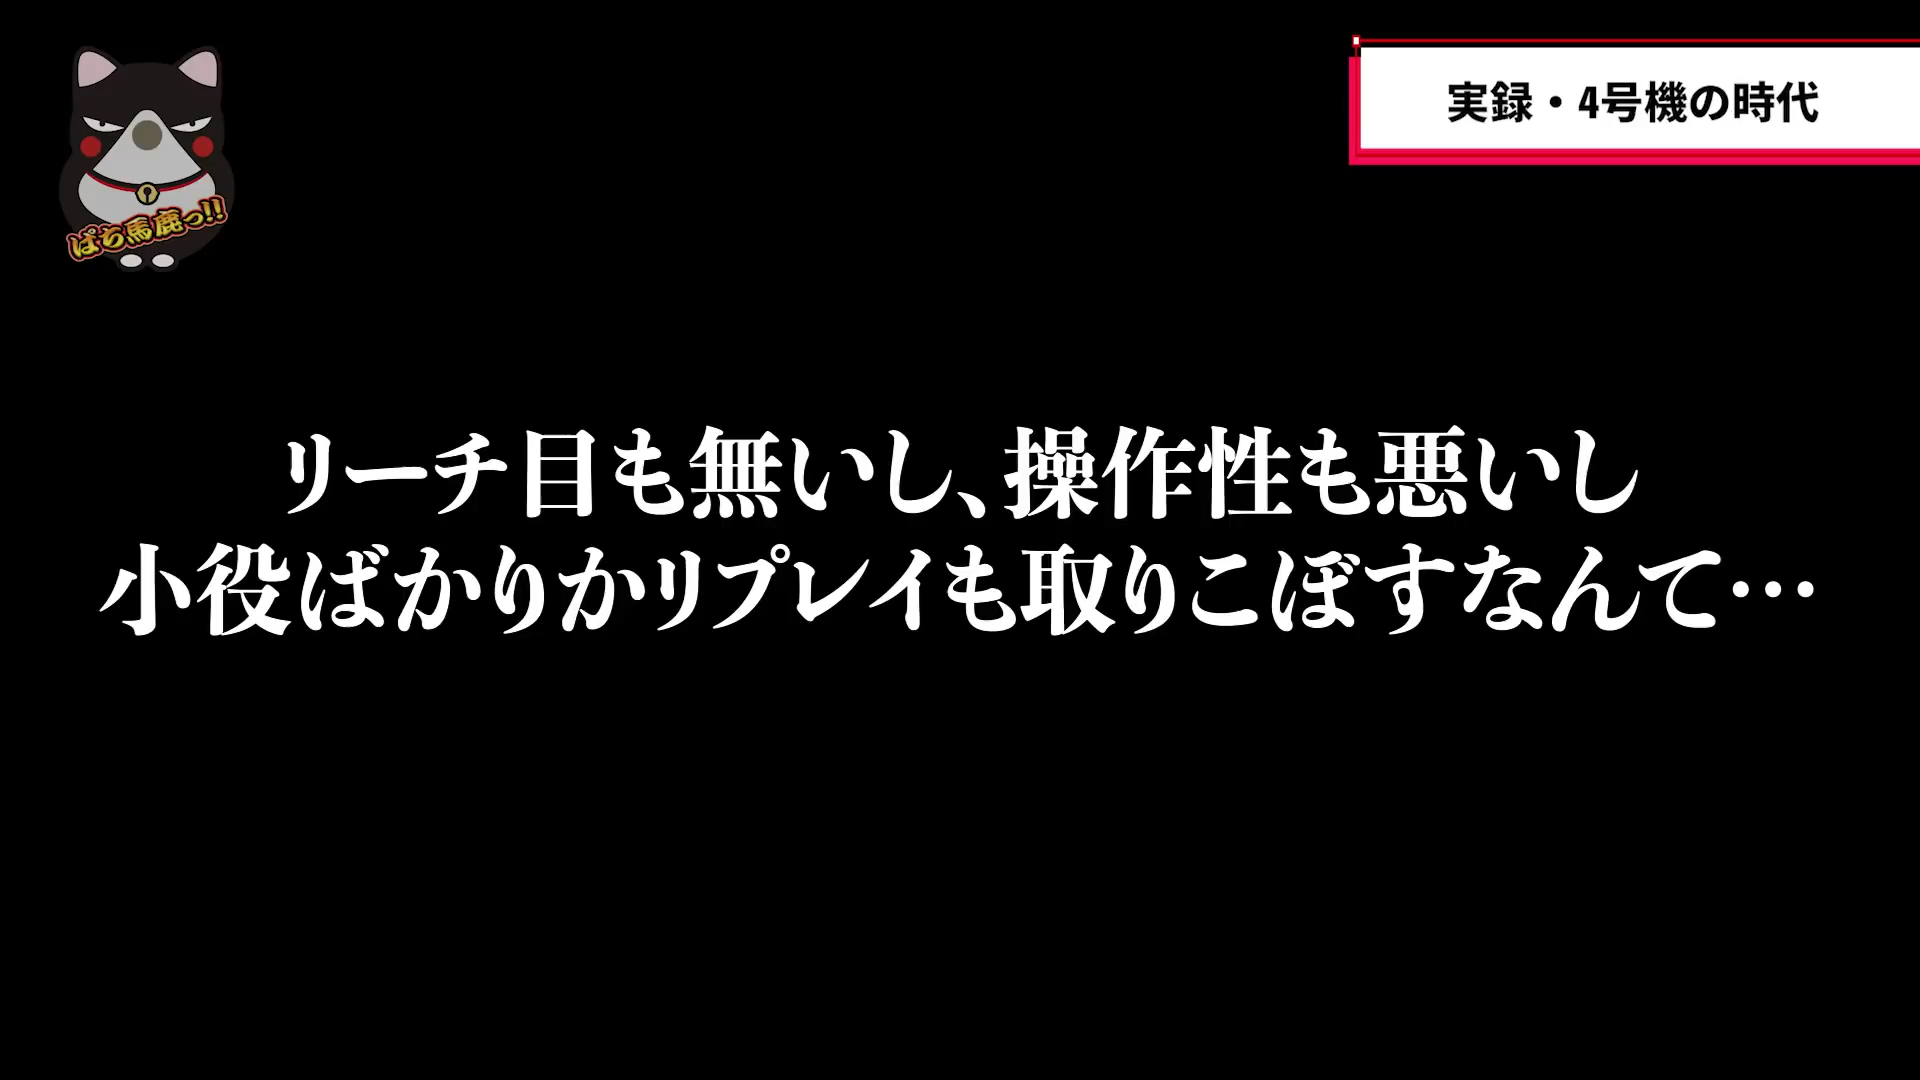 実録・4号機の時代
ぱち馬鹿っ!!
リーチ目も無いし、操作性も悪いし
小役ばかりかリプレイも取りこぼすなんて…